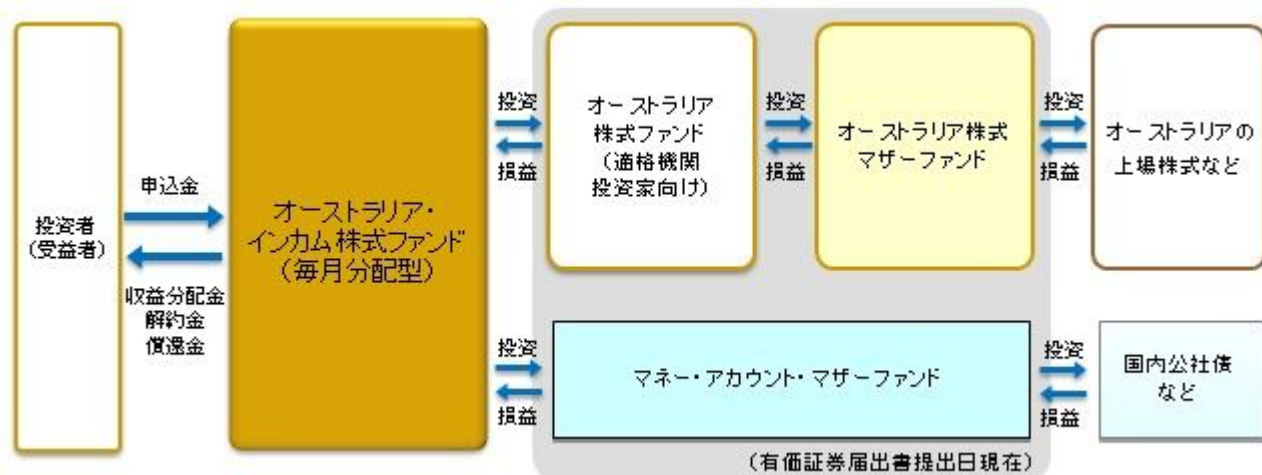 投資者
（受益者）
申込金
収益分配金
解約金
償還金
オーストラリア・
インカム株式ファンド
（毎月分配型）
投資
損益
オーストラリア
株式ファンド
（適格機関
投資家向け）
投資
損益
オーストラリア株式
マザーファンド
投資
損益
オーストラリアの
上場株式など
投資
損益
マネー・アカウント・マザーファンド
投資
損益
国内公社債
など
（有価証券届出書提出日現在）